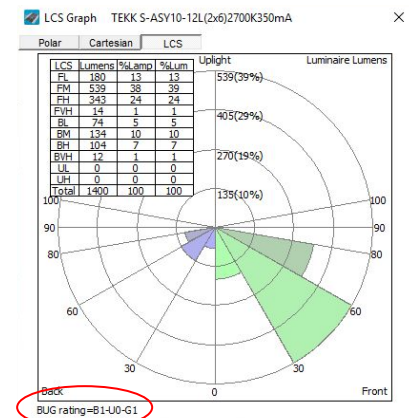 LCS Graph TEKK S-ASY10-12L(2x6)2700K350mA
Polar Cartesian LCS
Uplight Luminaire Lumens
LCS Lumens %Lamp %Lum
FL 180 13 13
FM 539 38 39
FH 343 24 24
FVH 14 1 1
BL 74 5 5
BM 134 10 10
BH 104 7 7
BVH 12 1 1
UL 0 0 0
UH 0 0 0
Total 1400 100 100
539(39%)
405(29%)
270(19%)
135(10%)
100 100
90 90
80 80
60 60
30 30
Back 0 Front
BUG rating=B1-U0-G1